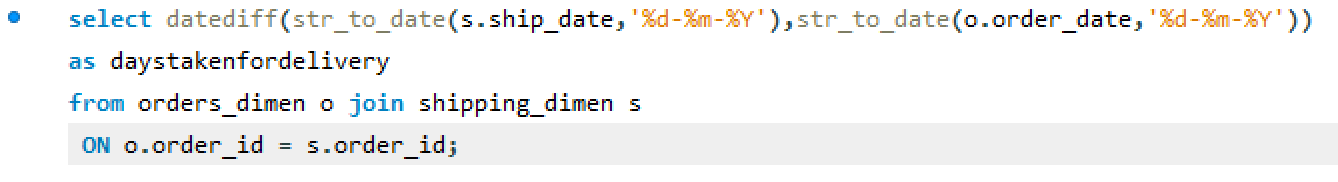 select datediff(str_to_date(s.ship_date,'%d-%m-%Y'),str_to_date(o.order_date,'%d-%m-%Y'))
as daystakenfordelivery
from orders_dimen o join shipping_dimen s
ON o.order_id = s.order_id;